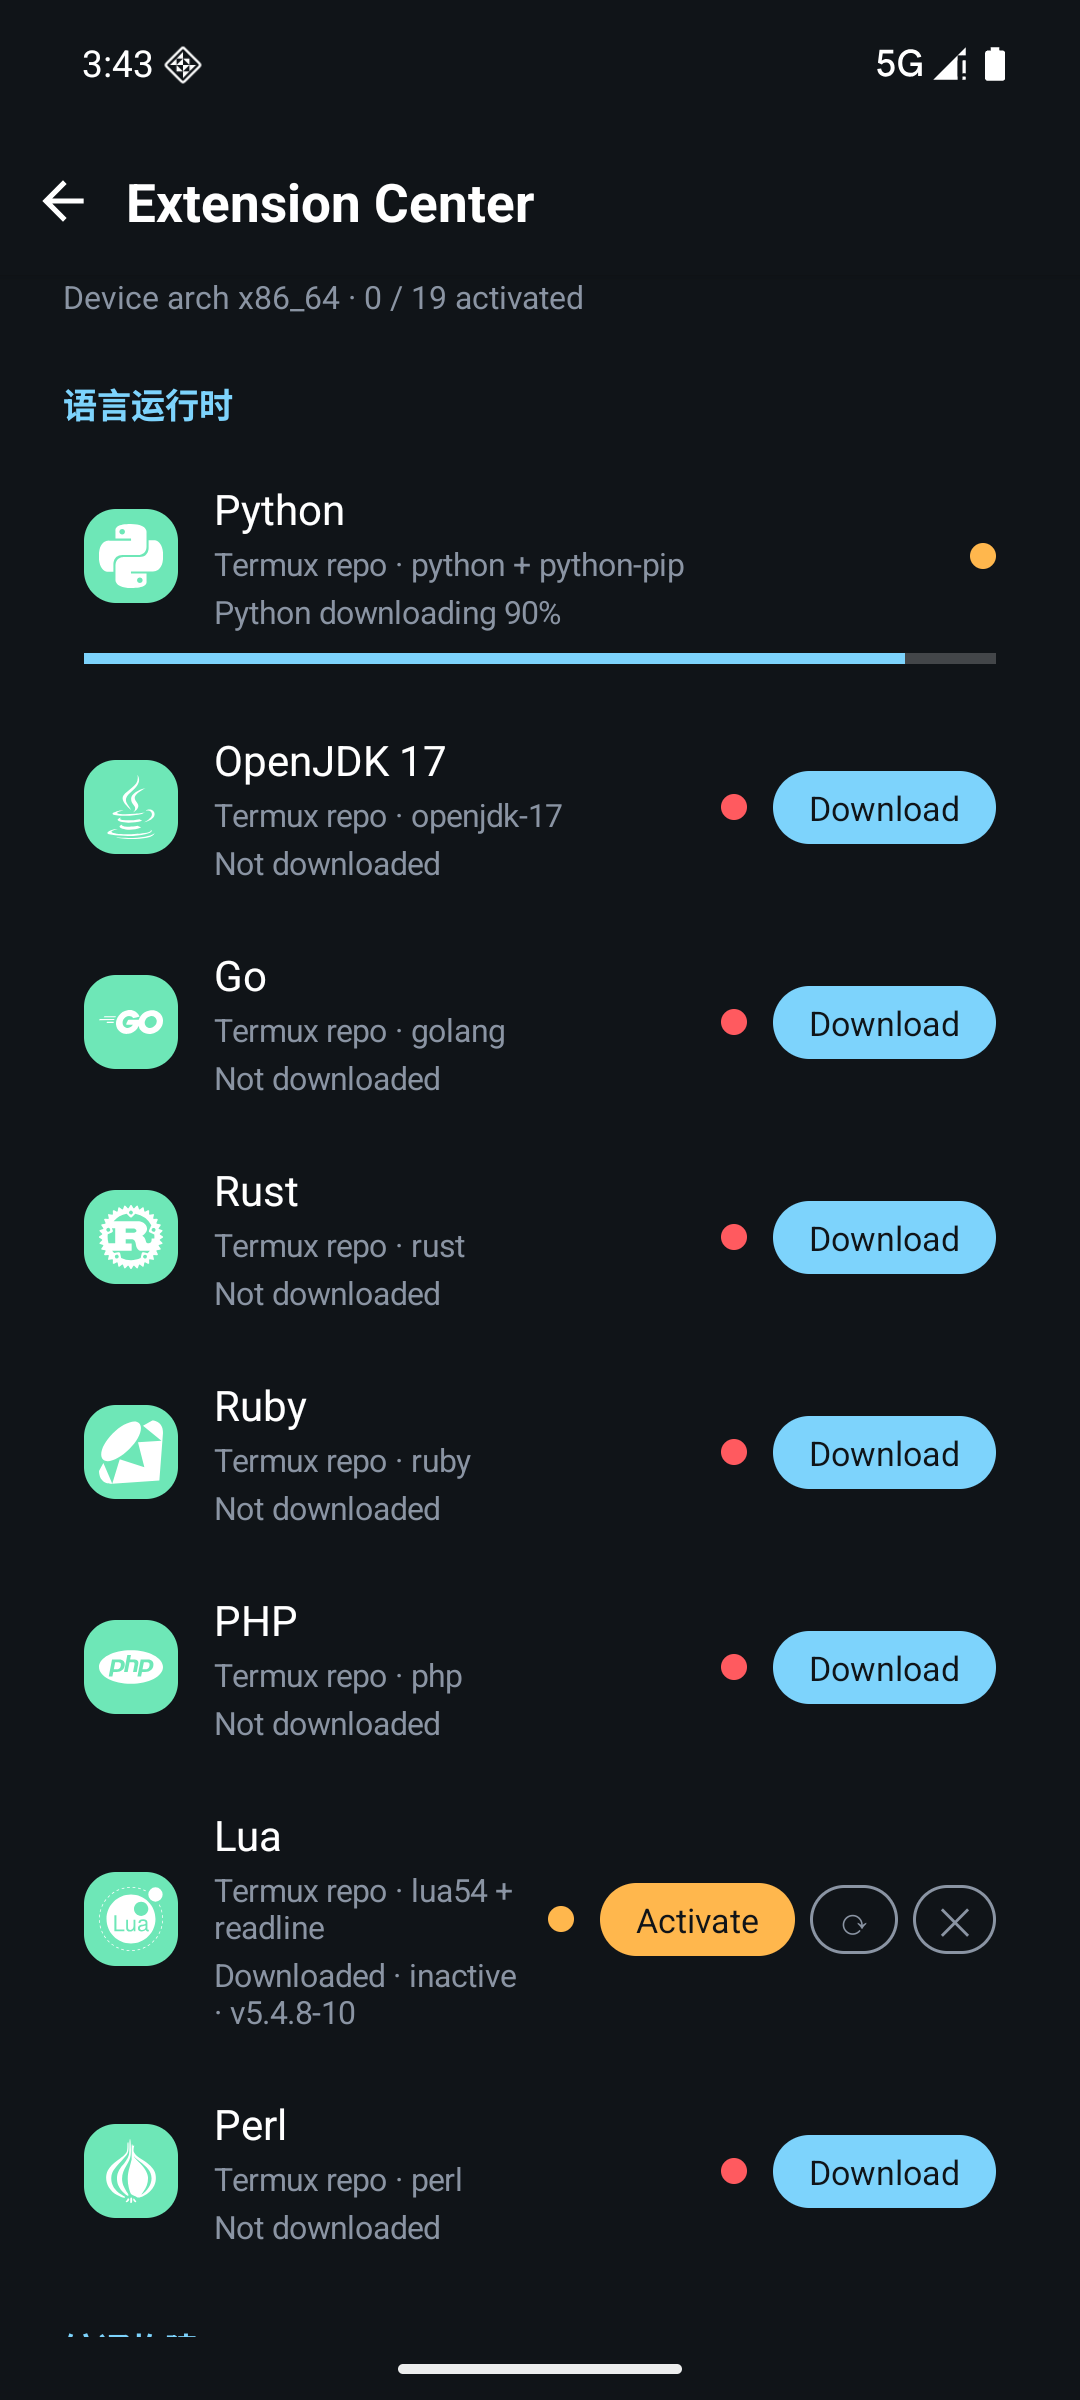 3:43
5G
Extension Center
Device arch x86_64 · 0 / 19 activated
语言运行时
Python
Termux repo · python + python-pip
Python downloading 90%
OpenJDK 17
Termux repo · openjdk-17
Not downloaded
Download
GO
Go
Termux repo · golang
Not downloaded
Download
R
Rust
Termux repo · rust
Not downloaded
Download
Ruby
Termux repo · ruby
Not downloaded
Download
php
PHP
Termux repo · php
Not downloaded
Download
Lua
Lua
Termux repo · lua54 +
readline
Downloaded · inactive
· v5.4.8-10
Activate
Perl
Termux repo · perl
Not downloaded
Download